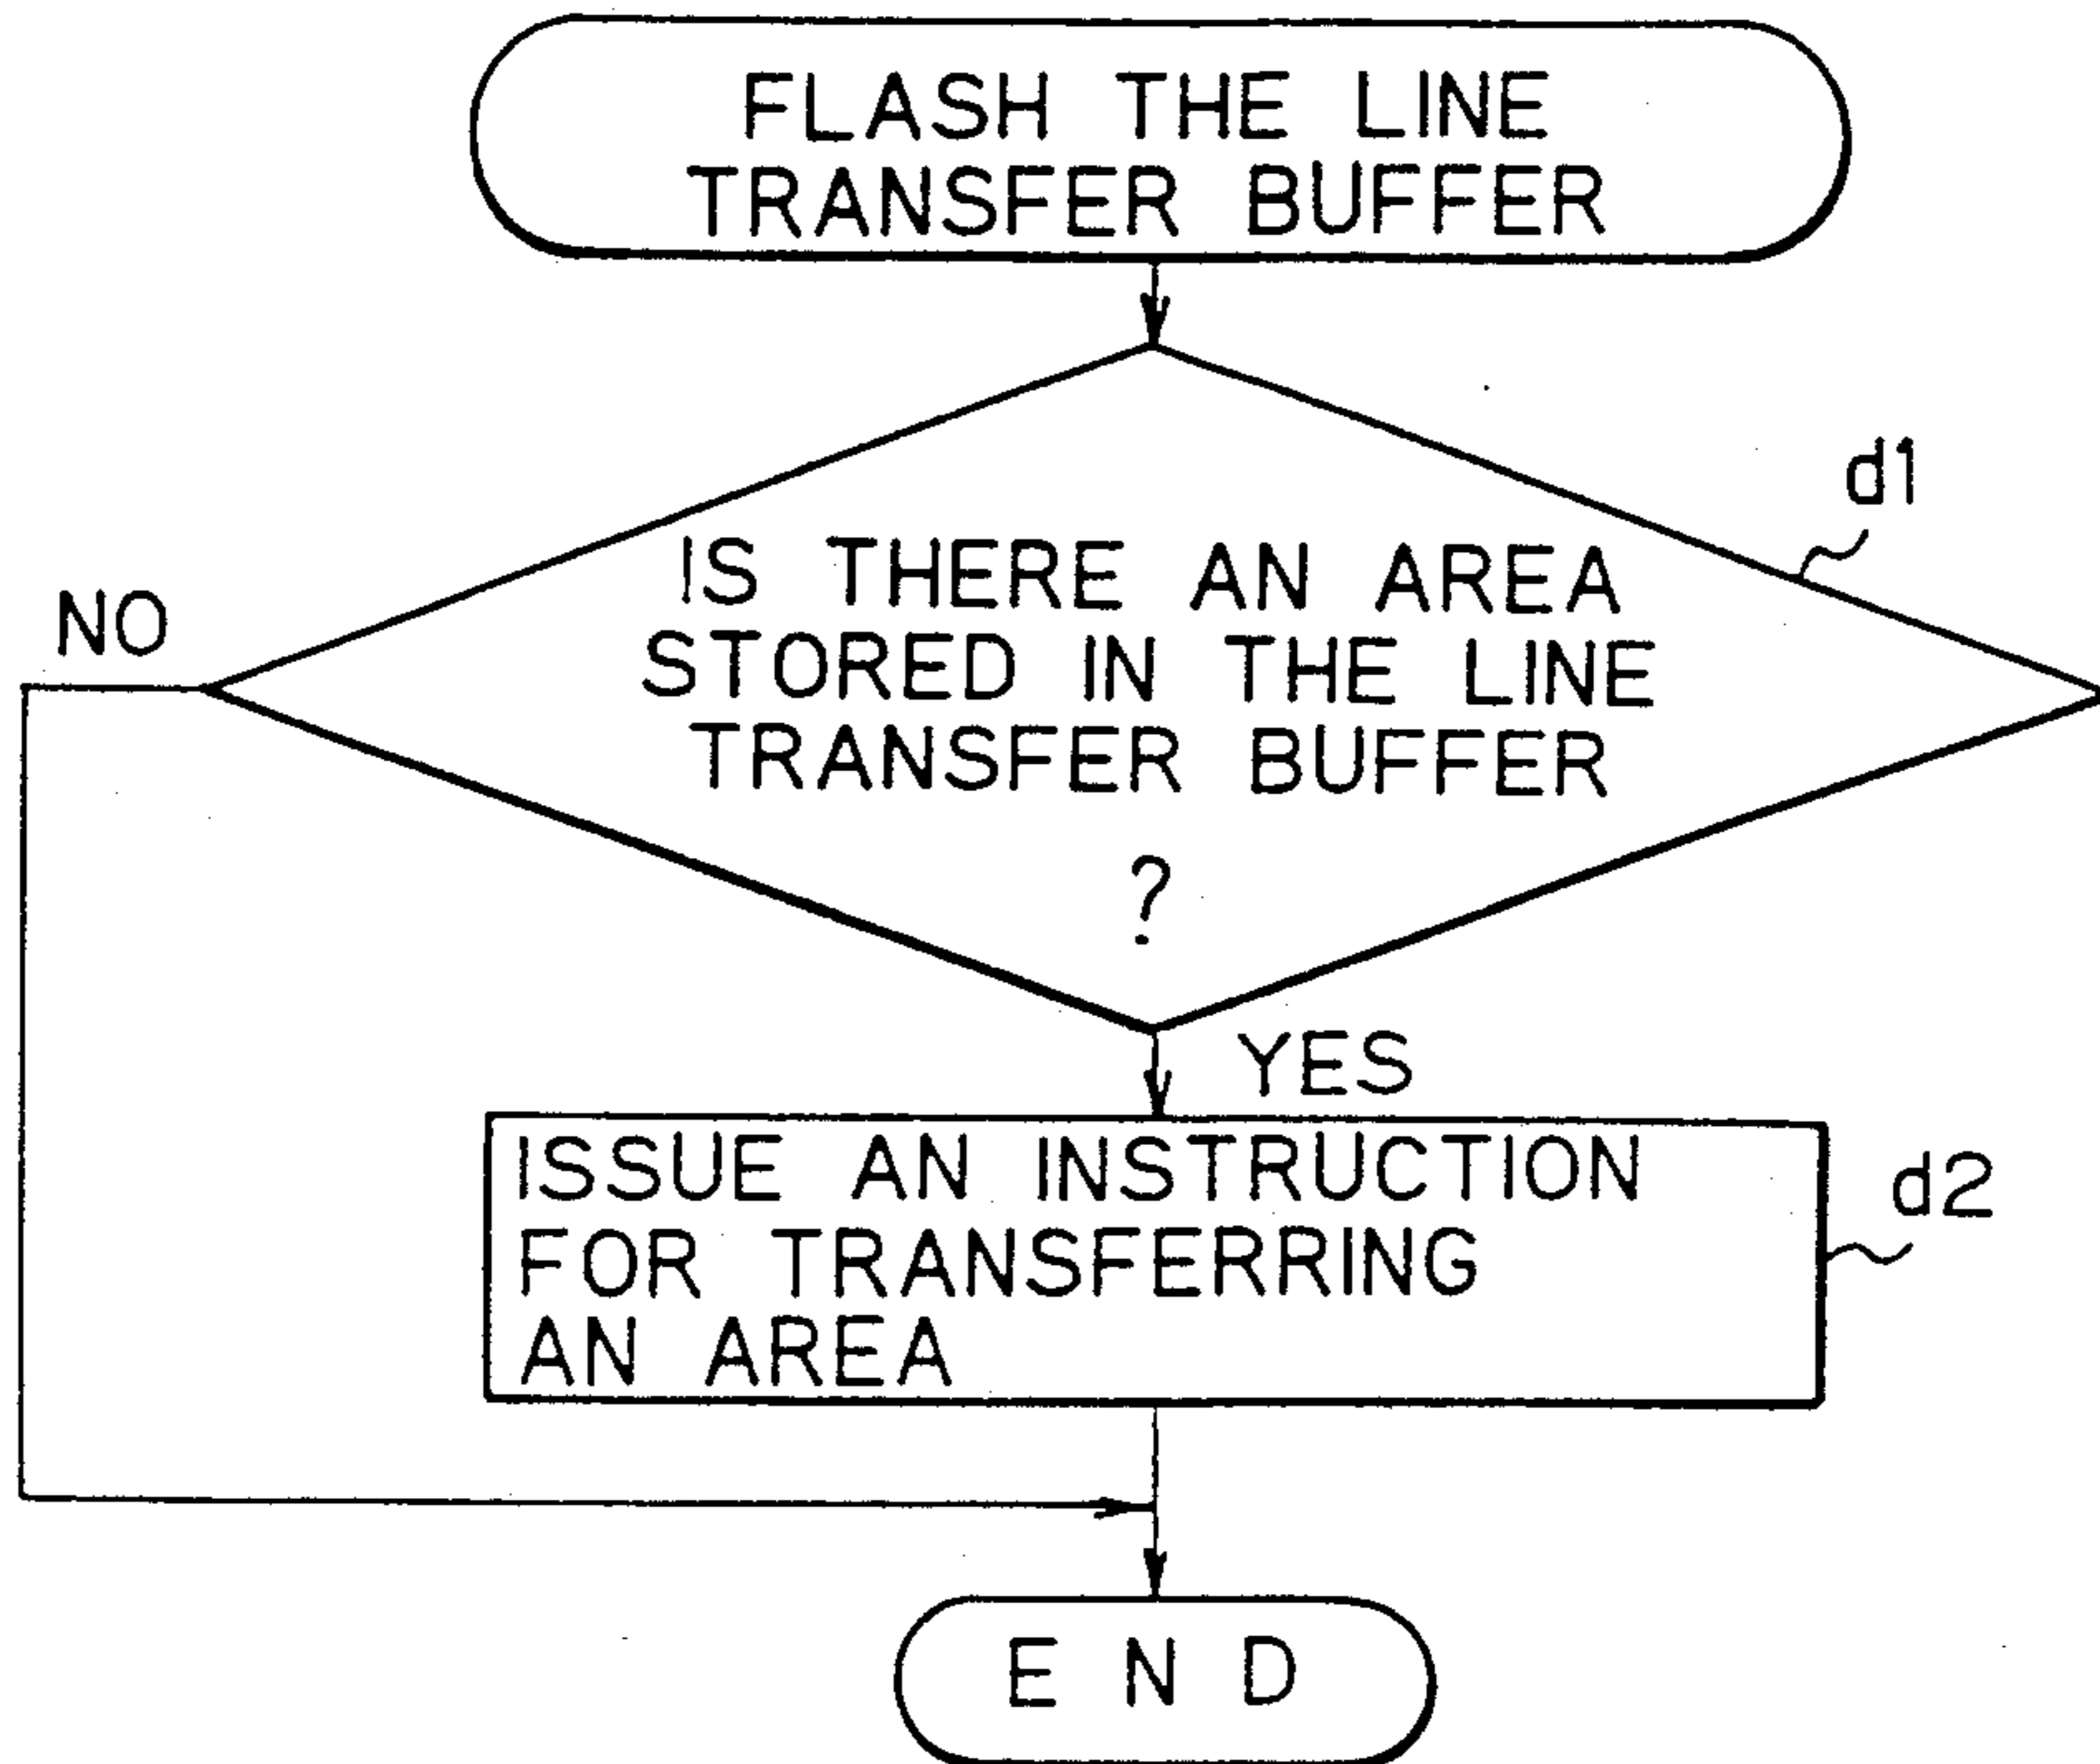 FLASH THE LINE
TRANSFER BUFFER
d1
IS THERE AN AREA
STORED IN THE LINE
TRANSFER BUFFER
?
NO
YES
ISSUE AN INSTRUCTION
FOR TRANSFERRING
AN AREA
d2
END